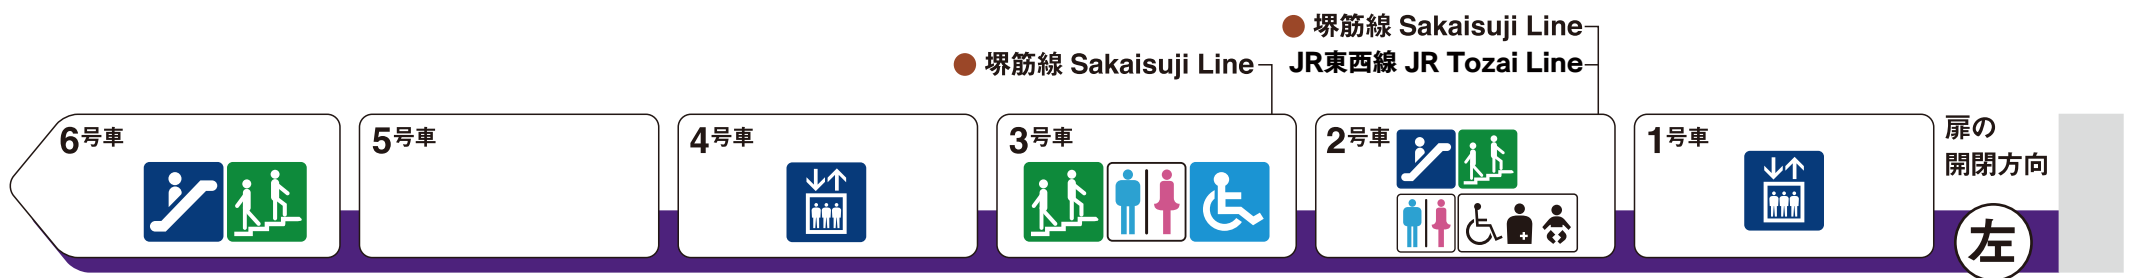 堺筋線 Sakaisuji Line
JR東西線 JR Tozai Line
堺筋線 Sakaisuji Line
6号車
5号車
4号車
3号車
2号車
1号車
扉の
開閉方向
左